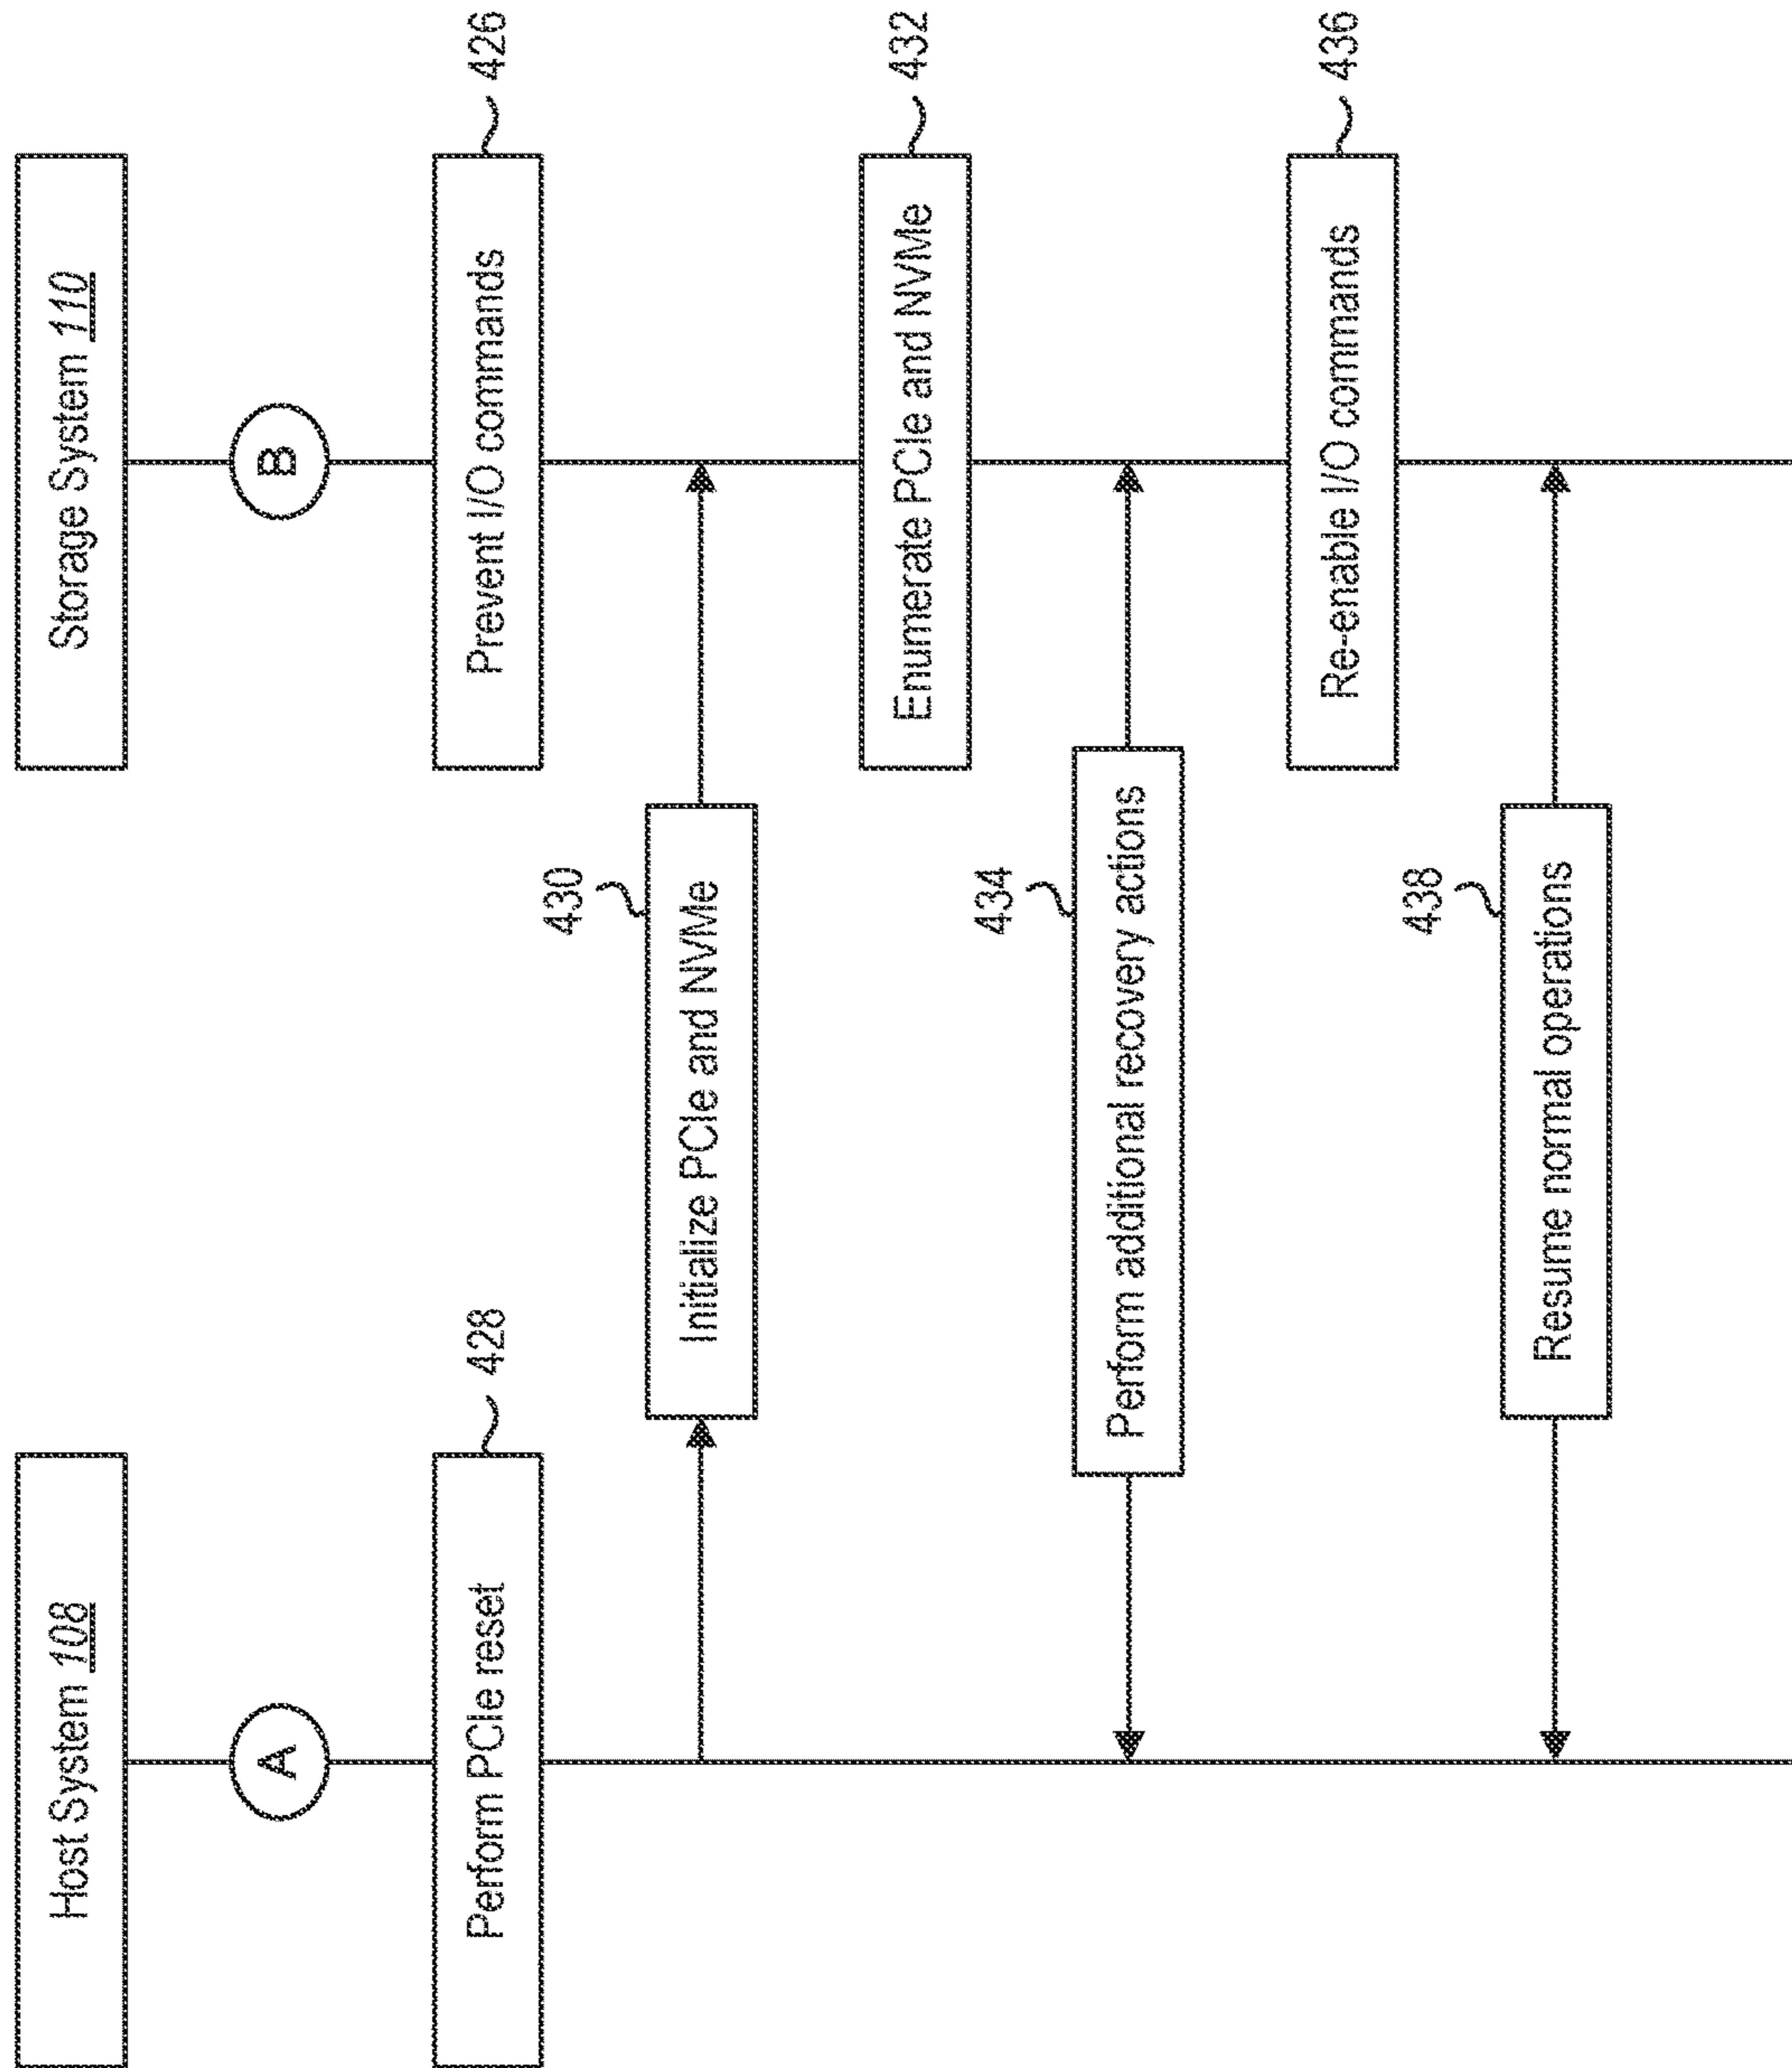 Host System 108
Storage System 110
A
B
Perform PCIe reset
428
Prevent I/O commands
426
430
Initialize PCIe and NVMe
Enumerate PCIe and NVMe
432
434
Perform additional recovery actions
Re-enable I/O commands
436
438
Resume normal operations